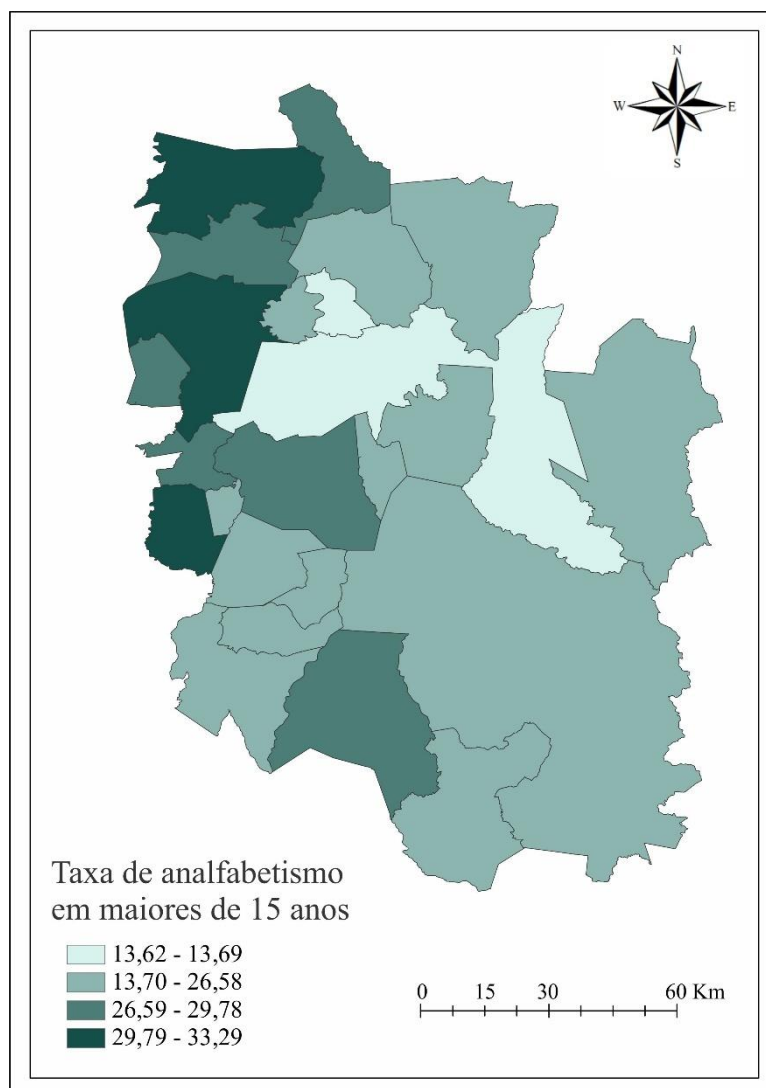 N
W E
S
Taxa de analfabetismo
em maiores de 15 anos
13,62 - 13,69
13,70 - 26,58
26,59 - 29,78
29,79 - 33,29
0 15 30 60 Km